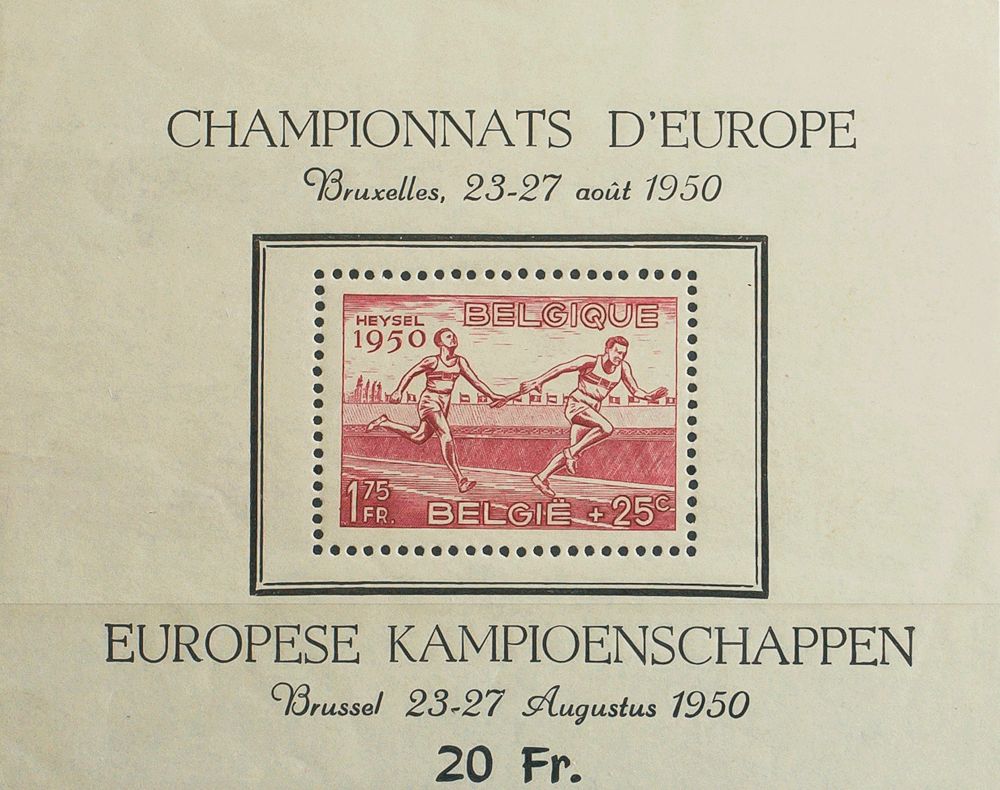 CHAMPIONNATS D'EUROPE
Bruxelles, 23-27 août 1950
HEYSEL BELGIQUE
1950
1 75 FR. BELGIË + 25 C.
EUROPESE KAMPIOENSCHAPPEN
Brussel 23-27 Augustus 1950
20 Fr.